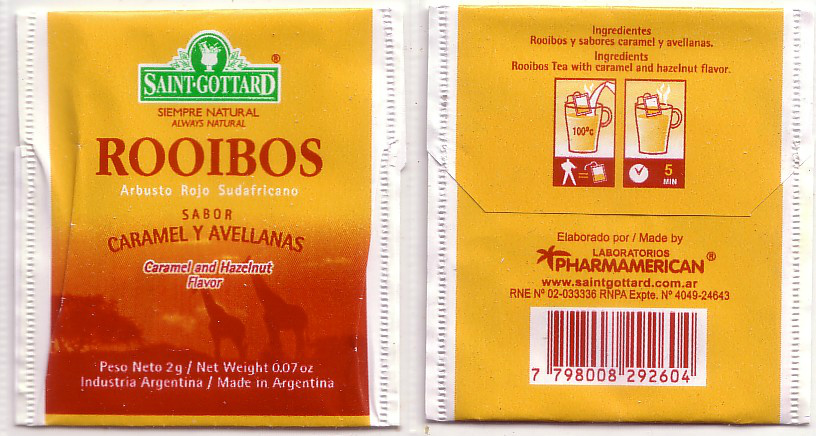 SAINT·GOTTARD®
SIEMPRE NATURAL
ALWAYS NATURAL
ROOIBOS
Arbusto Rojo Sudafricano
SABOR
CARAMEL Y AVELLANAS
Caramel and Hazelnut
Flavor
Peso Neto 2g / Net Weight 0.07 oz
Industria Argentina / Made in Argentina
Ingredientes
Rooibos y sabores caramel y avellanas.
Ingredients
Rooibos Tea with caramel and hazelnut flavor.
100ºc
=
5
MIN
Elaborado por / Made by
LABORATORIOS
PHARMAMERICAN®
www.saintgottard.com.ar
RNE Nº 02-033336 RNPA Expte. Nº 4049-24643
7 798008 292604